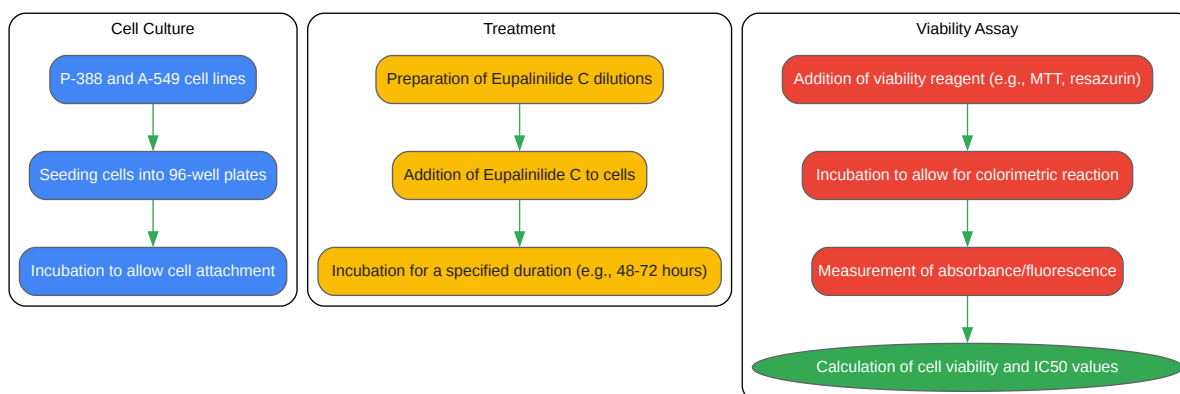 Cell Culture
P-388 and A-549 cell lines
Seeding cells into 96-well plates
Incubation to allow cell attachment
Treatment
Preparation of Eupalinilide C dilutions
Addition of Eupalinilide C to cells
Incubation for a specified duration (e.g., 48-72 hours)
Viability Assay
Addition of viability reagent (e.g., MTT, resazurin)
Incubation to allow for colorimetric reaction
Measurement of absorbance/fluorescence
Calculation of cell viability and IC50 values